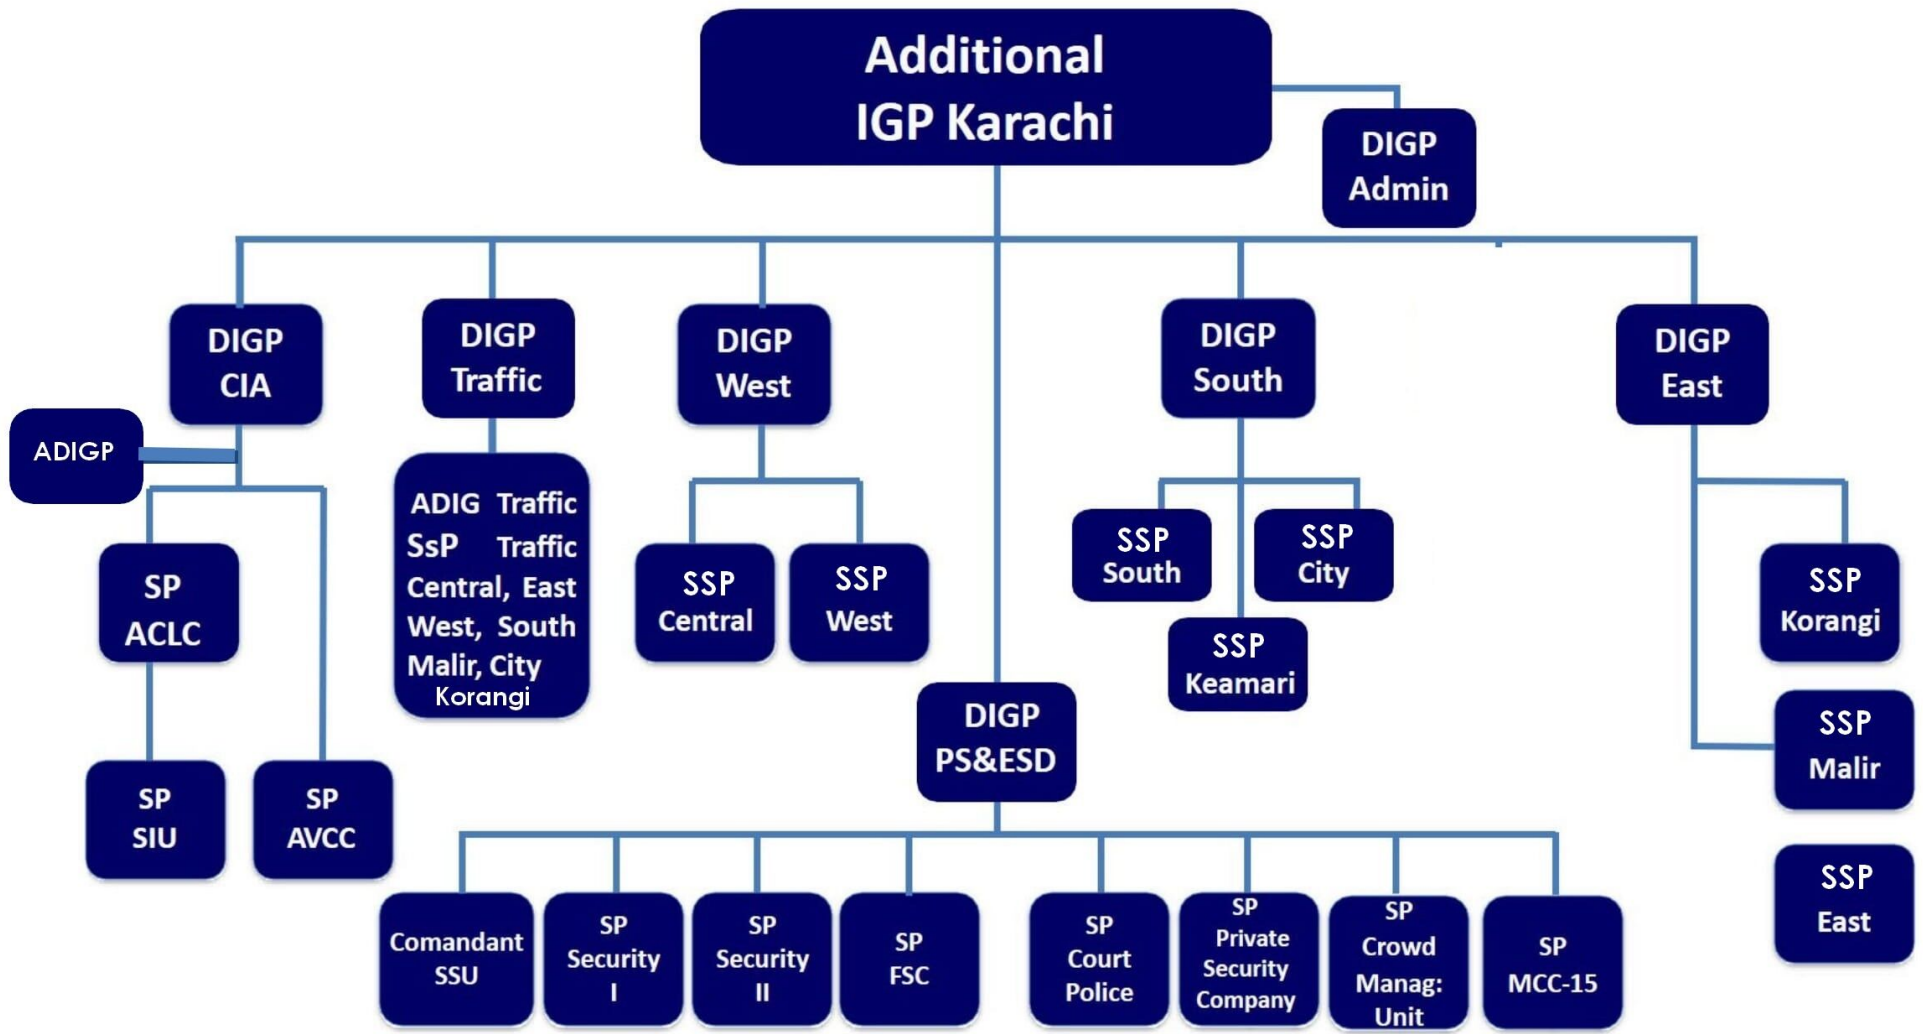 Additional
IGP Karachi
DIGP
Admin
DIGP
CIA
DIGP
Traffic
DIGP
West
DIGP
South
DIGP
East
ADIGP
ADIG Traffic
SsP Traffic
Central, East
West, South
Malir, City
Korangi
SP
ACLC
SSP
Central
SSP
West
SSP
South
SSP
City
SSP
Keamari
SSP
Korangi
DIGP
PS&ESD
SSP
Malir
SP
SIU
SP
AVCC
SSP
East
Comandant
SSU
SP
Security
I
SP
Security
II
SP
FSC
SP
Court
Police
SP
Private
Security
Company
SP
Crowd
Manag:
Unit
SP
MCC-15